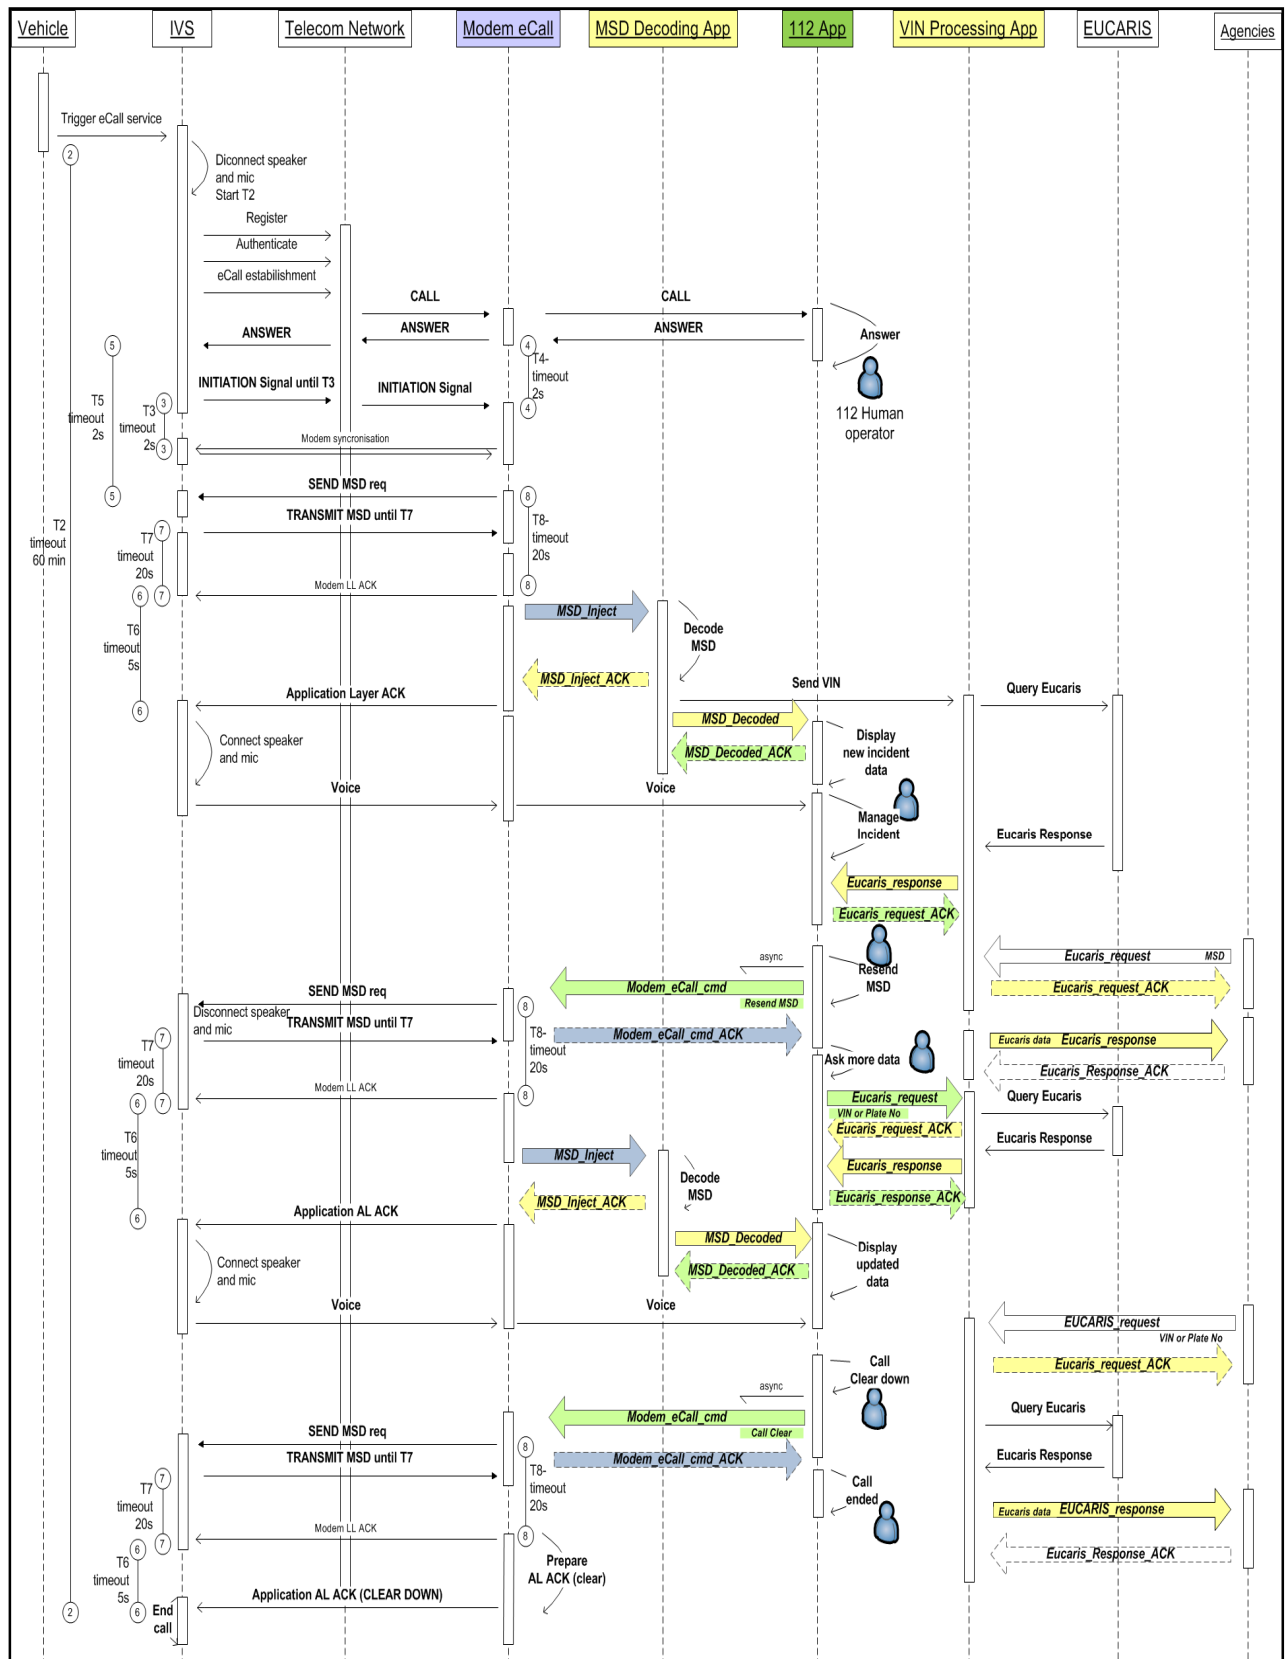 Vehicle
IVS
Telecom Network
Modem eCall
MSD Decoding App
112 App
VIN Processing App
EUCARIS
Agencies
Trigger eCall service
2
Diconnect speaker
and mic
Start T2
Register
Authenticate
eCall estabilishment
CALL
CALL
ANSWER
ANSWER
ANSWER
Answer
5
4
T4-
timeout
2s
4
INITIATION Signal until T3
INITIATION Signal
112 Human
operator
T5
timeout
2s
3
T3
timeout
2s
3
Modem syncronisation
5
SEND MSD req
8
TRANSMIT MSD until T7
T8-
timeout
20s
8
T2
timeout
60 min
7
T7
timeout
20s
7
Modem LL ACK
6
T6
timeout
5s
6
MSD_Inject
Decode
MSD
MSD_Inject_ACK
Application Layer ACK
Send VIN
Query Eucaris
MSD_Decoded
MSD_Decoded_ACK
Display
new incident
data
Connect speaker
and mic
Voice
Voice
Manage
Incident
Eucaris Response
Eucaris_response
Eucaris_request_ACK
async
Resend
MSD
Eucaris_request
MSD
Modem_eCall_cmd
Resend MSD
Eucaris_request_ACK
SEND MSD req
8
Disconnect speaker
and mic
TRANSMIT MSD until T7
T8-
timeout
20s
8
Modem_eCall_cmd_ACK
7
T7
timeout
20s
7
Ask more data
Eucaris data
Eucaris_response
Eucaris_Response_ACK
Modem LL ACK
6
T6
timeout
5s
6
Eucaris_request
VIN or Plate No
Query Eucaris
Eucaris_request_ACK
Eucaris Response
MSD_Inject
Eucaris_response
Decode
MSD
MSD_Inject_ACK
Eucaris_response_ACK
Application AL ACK
MSD_Decoded
MSD_Decoded_ACK
Display
updated
data
Connect speaker
and mic
Voice
Voice
EUCARIS_request
VIN or Plate No
Eucaris_request_ACK
Call
Clear down
async
Modem_eCall_cmd
Call Clear
Query Eucaris
SEND MSD req
8
TRANSMIT MSD until T7
T8-
timeout
20s
8
Modem_eCall_cmd_ACK
Eucaris Response
7
T7
timeout
20s
7
Call
ended
Eucaris data
EUCARIS_response
Modem LL ACK
Eucaris_Response_ACK
6
T6
timeout
5s
6
Prepare
AL ACK (clear)
Application AL ACK (CLEAR DOWN)
2
End
call